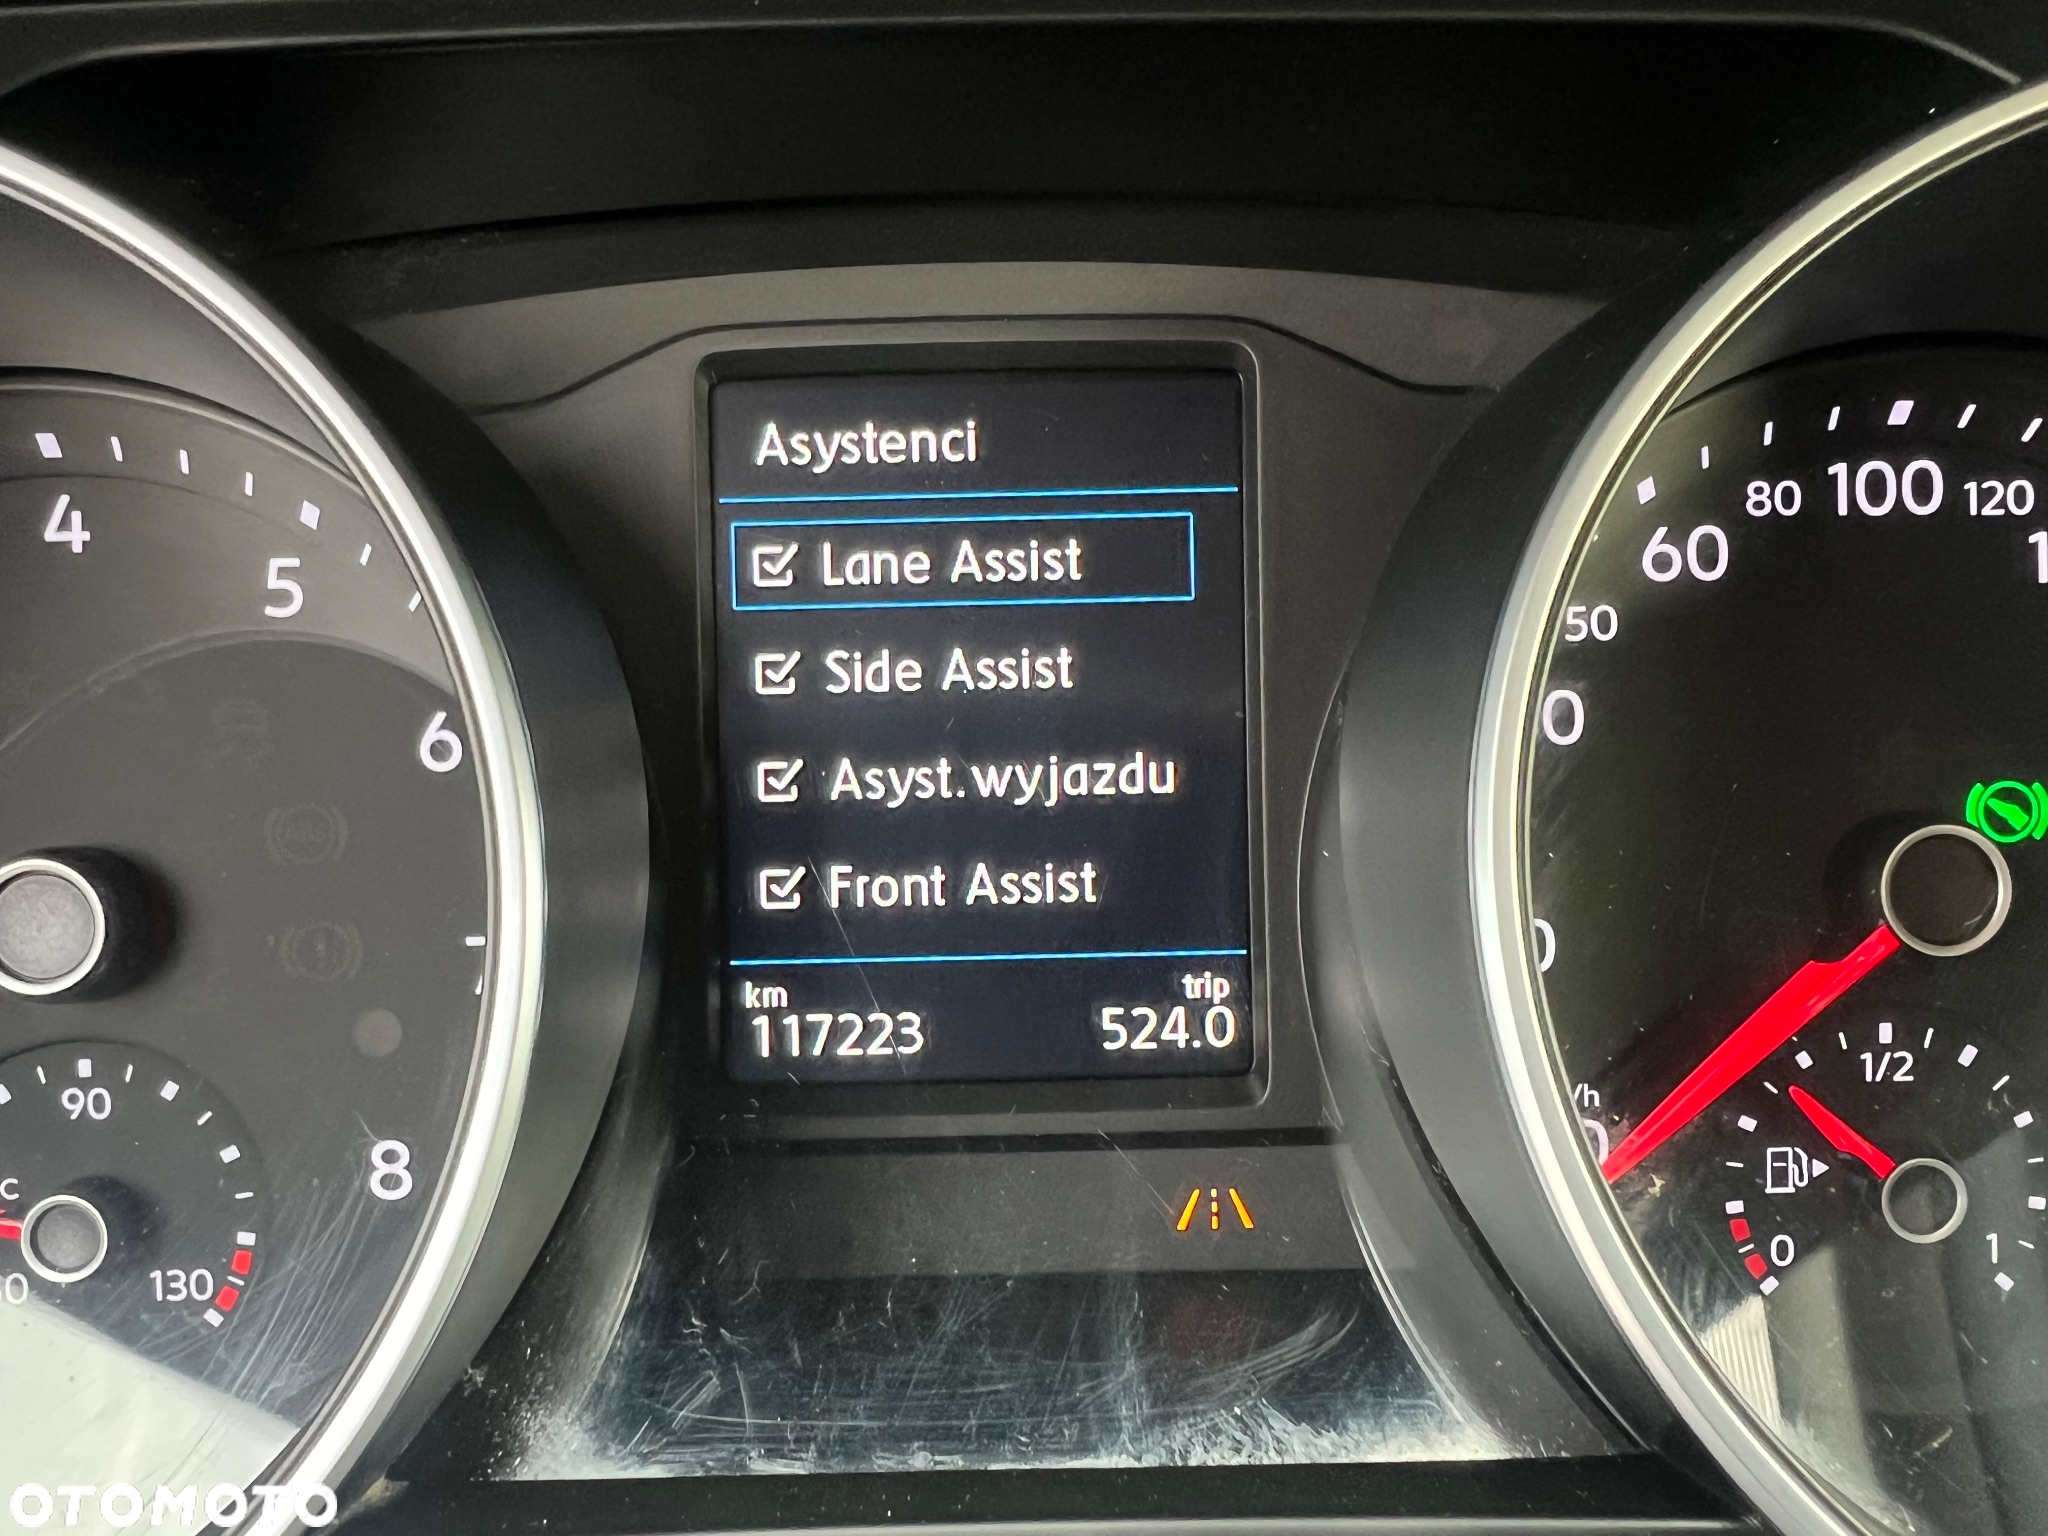 Asystenci
Lane Assist
Side Assist
Asyst.wyjazdu
Front Assist
km
trip
117223
524.0
4
5
6
7
8
90
130
C
60
80
100
120
50
/h
1/2
0
1
OTOMOTO